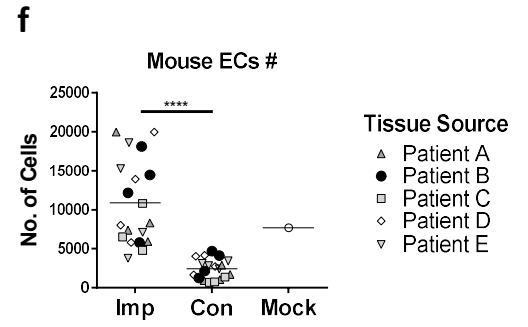 f
Mouse ECs #
No. of Cells
25000
20000
15000
10000
5000
0
****
Imp Con Mock
Tissue Source
Patient A
Patient B
Patient C
Patient D
Patient E